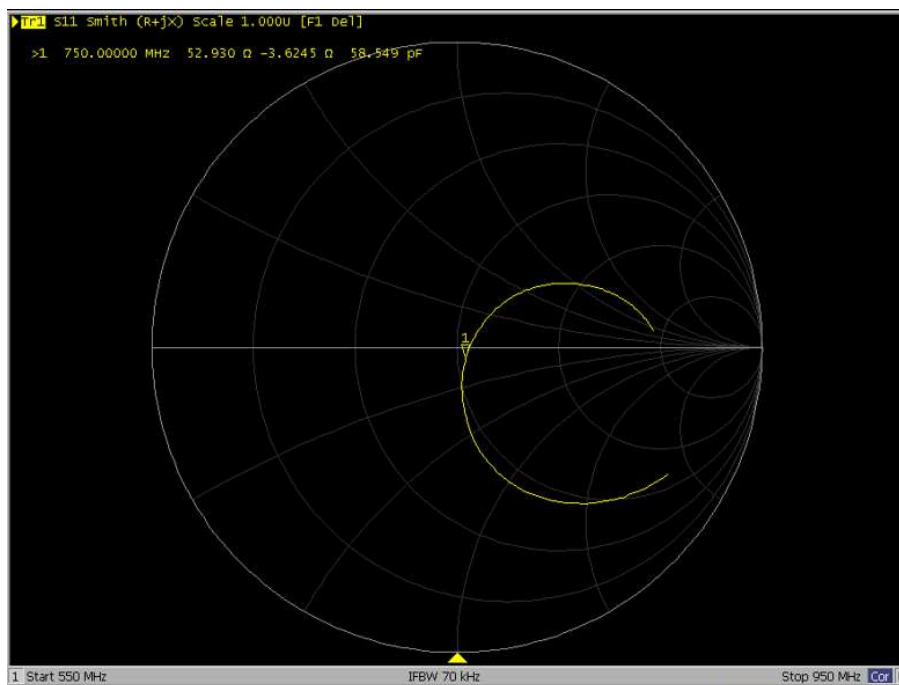 Tr1 S11 Smith (R+jX) Scale 1.000U [F1 Del]
>1 750.00000 MHz 52.930 Ω -3.6245 Ω 58.549 pF
1
1 Start 550 MHz IFBW 70 kHz Stop 950 MHz Cor